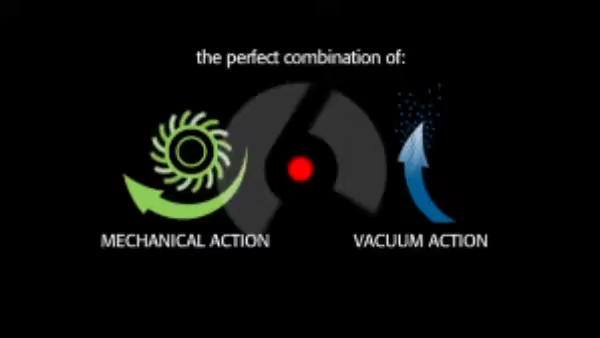 the perfect combination of:
MECHANICAL ACTION
VACUUM ACTION